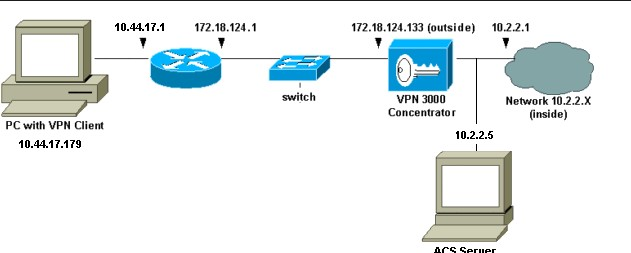 10.44.17.1
172.18.124.1
172.18.124.133 (outside)
10.2.2.1
switch
VPN 3000
Concentrator
Network 10.2.2.X
(inside)
PC with VPN Client
10.44.17.179
10.2.2.5
ACS Server